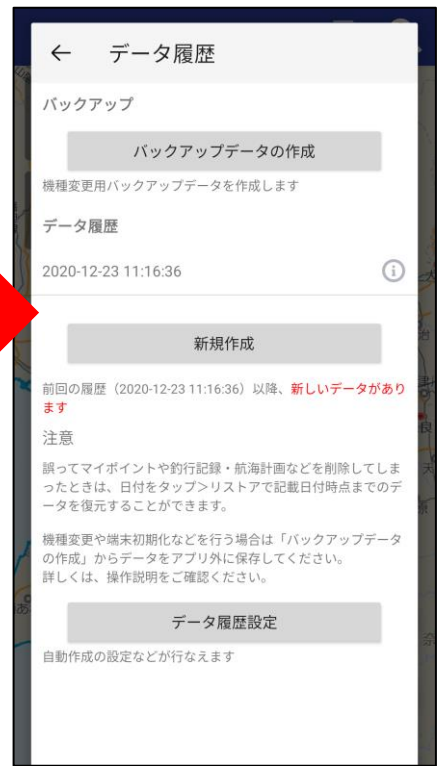 ← データ履歴
バックアップ
バックアップデータの作成
機種変更用バックアップデータを作成します
データ履歴
2020-12-23 11:16:36
新規作成
前回の履歴（2020-12-23 11:16:36）以降、新しいデータがあり
ます
注意
誤ってマイポイントや釣行記録・航海計画などを削除してしま
ったときは、日付をタップ＞リストアで記載日付時点までのデ
ータを復元することができます。
機種変更や端末初期化などを行う場合は「バックアップデータ
の作成」からデータをアプリ外に保存してください。
詳しくは、操作説明をご確認ください。
データ履歴設定
自動作成の設定などが行なえます